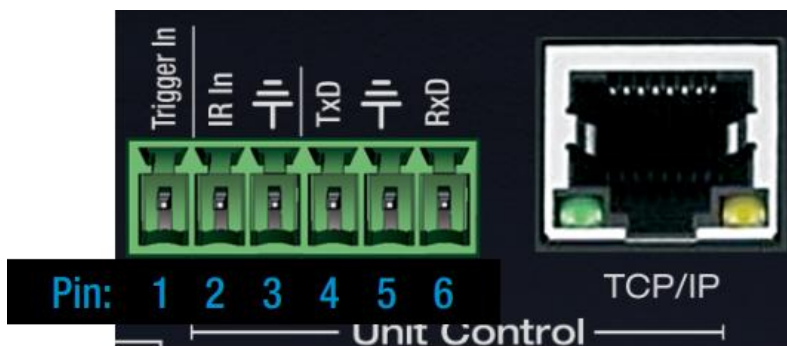 Trigger In
IR In
TxD
RxD
Pin: 1 2 3 4 5 6
TCP/IP
Unit Control